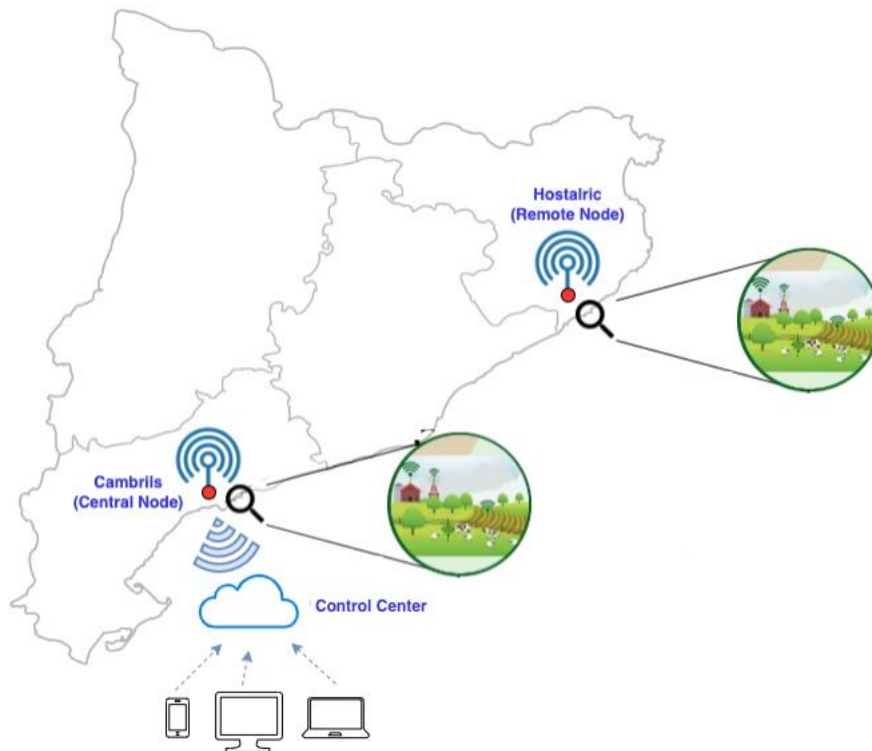 Hostalric
(Remote Node)
Cambrils
(Central Node)
Control Center